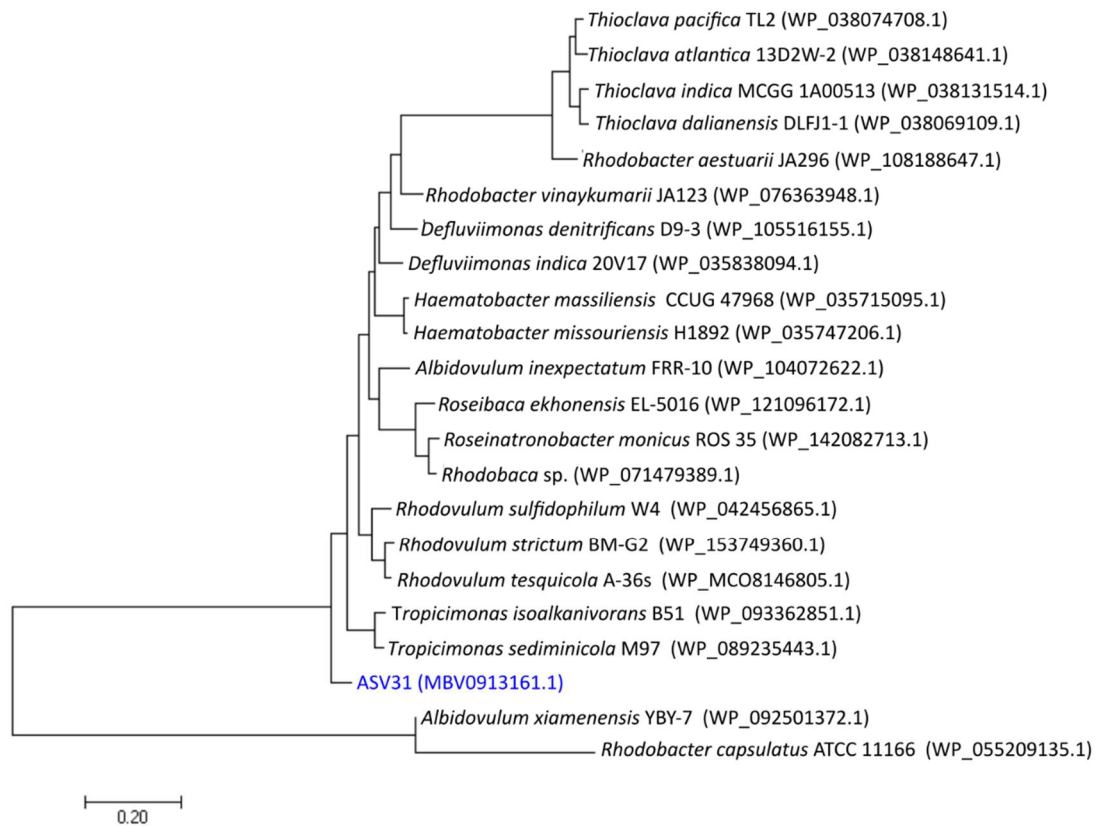 Thioclava pacifica TL2 (WP_038074708.1)
Thioclava atlantica 13D2W-2 (WP_038148641.1)
Thioclava indica MCGG 1A00513 (WP_038131514.1)
Thioclava dalianensis DLFJ1-1 (WP_038069109.1)
Rhodobacter aestuarii JA296 (WP_108188647.1)
Rhodobacter vinaykumarii JA123 (WP_076363948.1)
Defluviimonas denitrificans D9-3 (WP_105516155.1)
Defluviimonas indica 20V17 (WP_035838094.1)
Haematobacter massiliensis CCUG 47968 (WP_035715095.1)
Haematobacter missouriensis H1892 (WP_035747206.1)
Albidovulum inexpectatum FRR-10 (WP_104072622.1)
Roseibaca ekhonensis EL-5016 (WP_121096172.1)
Roseinatronobacter monicus ROS 35 (WP_142082713.1)
Rhodobaca sp. (WP_071479389.1)
Rhodovulum sulfidophilum W4 (WP_042456865.1)
Rhodovulum strictum BM-G2 (WP_153749360.1)
Rhodovulum tesquicola A-36s (WP_MCO8146805.1)
Tropicimonas isoalkanivorans B51 (WP_093362851.1)
Tropicimonas sediminicola M97 (WP_089235443.1)
ASV31 (MBV0913161.1)
Albidovulum xiamenensis YBY-7 (WP_092501372.1)
Rhodobacter capsulatus ATCC 11166 (WP_055209135.1)
0.20